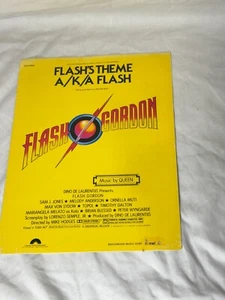 FLASH'S THEME
A/K/A FLASH
FLASH GORDON
Music by QUEEN
DINO DE LAURENTIIS Presents
FLASH GORDON
SAM J. JONES • MELODY ANDERSON • ORNELLA MUTI
MAX VON SYDOW • TOPOL • TIMOTHY DALTON
MARIANGELA MELATO as Kala • BRIAN BLESSED • PETER WYNGARDE
Screenplay by LORENZO SEMPLE, JR. Produced by DINO DE LAURENTIIS
Directed by MIKE HODGES